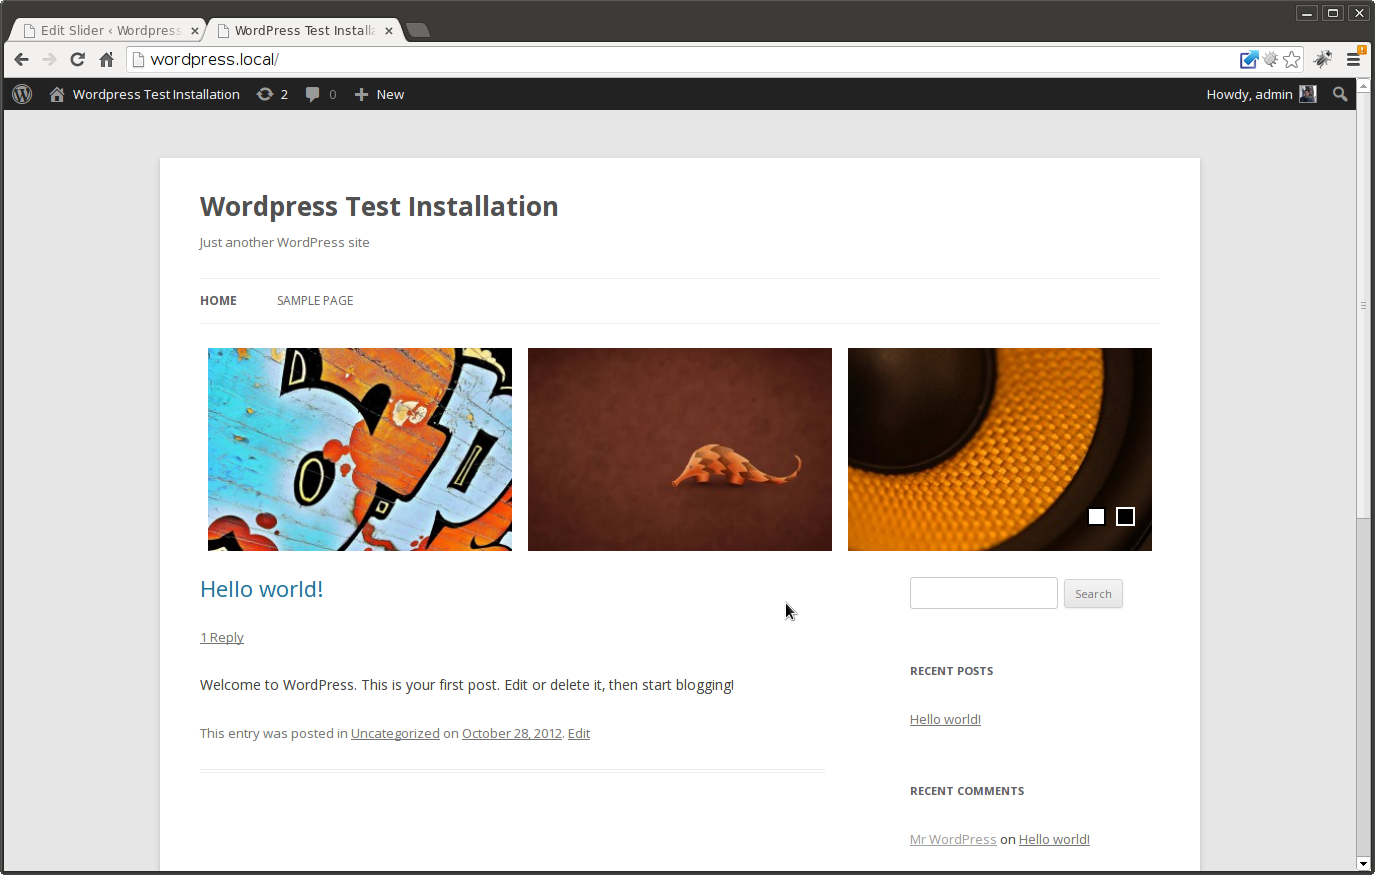 Edit Slider ‹ Wordpress
WordPress Test Installa
wordpress.local/
Wordpress Test Installation 2 0 New Howdy, admin
Wordpress Test Installation
Just another WordPress site
HOME SAMPLE PAGE
Hello world!
Search
1 Reply
Welcome to WordPress. This is your first post. Edit or delete it, then start blogging!
This entry was posted in Uncategorized on October 28, 2012. Edit
RECENT POSTS
Hello world!
RECENT COMMENTS
Mr WordPress on Hello world!